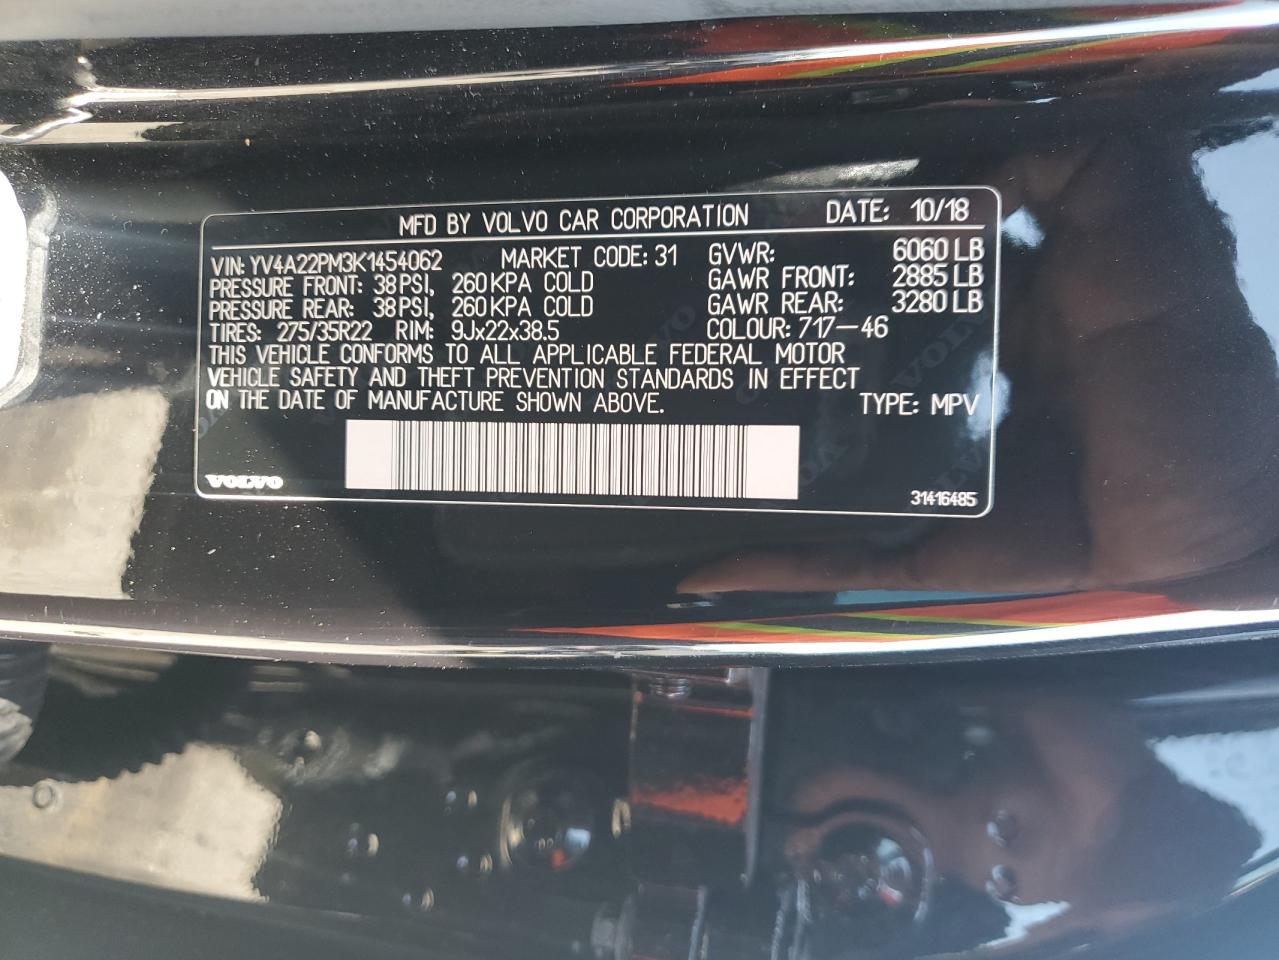 MFD BY VOLVO CAR CORPORATION DATE: 10/18
VIN: YV4A22PM3K1454062 MARKET CODE: 31 GVWR: 6060 LB
PRESSURE FRONT: 38 PSI, 260 KPA COLD GAWR FRONT: 2885 LB
PRESSURE REAR: 38 PSI, 260 KPA COLD GAWR REAR: 3280 LB
TIRES: 275/35R22 RIM: 9Jx22x38.5 COLOUR: 717-46
THIS VEHICLE CONFORMS TO ALL APPLICABLE FEDERAL MOTOR
VEHICLE SAFETY AND THEFT PREVENTION STANDARDS IN EFFECT
ON THE DATE OF MANUFACTURE SHOWN ABOVE. TYPE: MPV
VOLVO 31416485